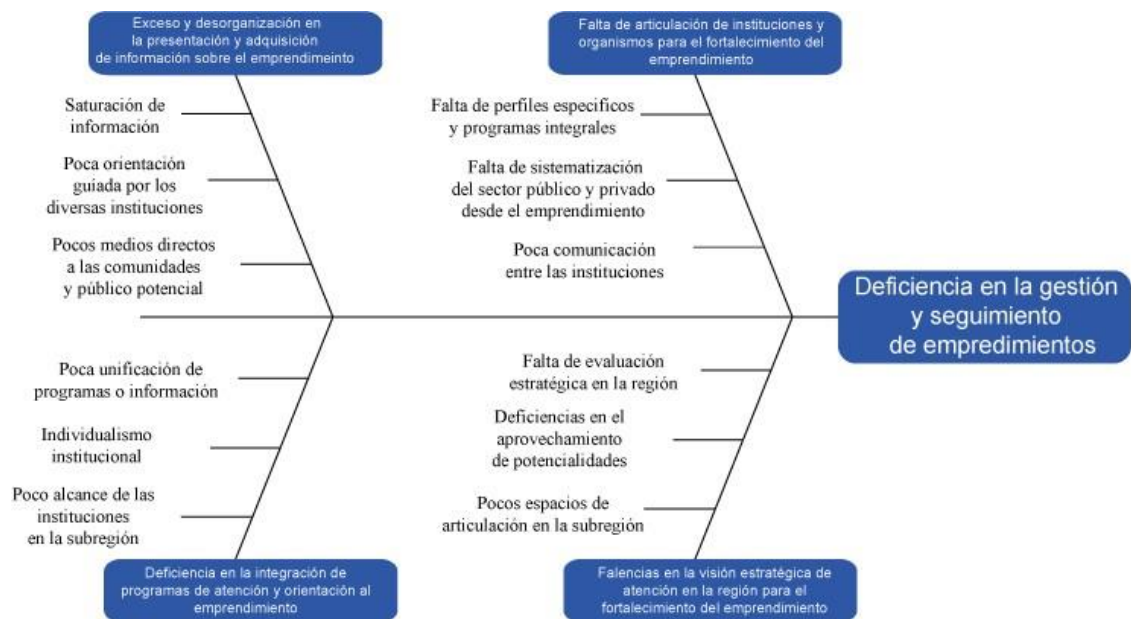 Exceso y desorganización en
la presentación y adquisición
de información sobre el emprendimeinto
Falta de articulación de instituciones y
organismos para el fortalecimiento del
emprendimiento
Saturación de
información
Poca orientación
guiada por los
diversas instituciones
Pocos medios directos
a las comunidades
y público potencial
Falta de perfiles especificos
y programas integrales
Falta de sistematización
del sector público y privado
desde el emprendimiento
Poca comunicación
entre las instituciones
Deficiencia en la gestión
y seguimiento
de empredimientos
Poca unificación de
programas o información
Individualismo
institucional
Poco alcance de las
instituciones
en la subregión
Falta de evaluación
estratégica en la región
Deficiencias en el
aprovechamiento
de potencialidades
Pocos espacios de
articulación en la subregión
Deficiencia en la integración de
programas de atención y orientación al
emprendimiento
Falencias en la visión estratégica de
atención en la región para el
fortalecimiento del emprendimiento